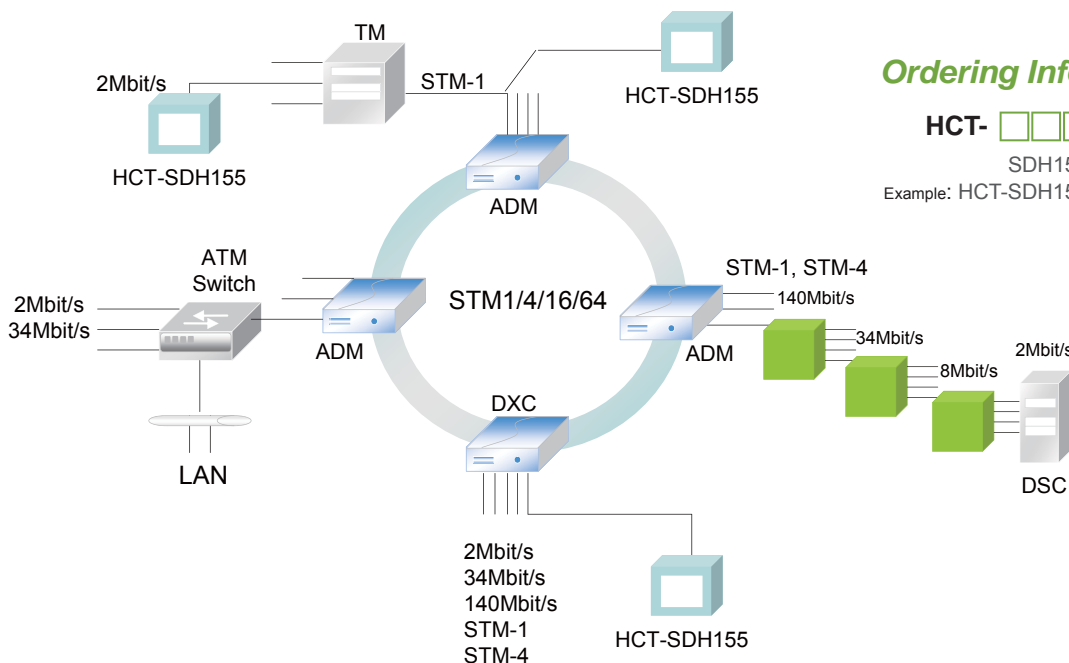 TM
2Mbit/s
STM-1
HCT-SDH155
HCT-SDH155
Ordering Info
HCT-
SDH15
Example: HCT-SDH15
ADM
ATM
Switch
2Mbit/s
34Mbit/s
ADM
LAN
STM1/4/16/64
STM-1, STM-4
140Mbit/s
ADM
34Mbit/s
8Mbit/s
2Mbit/s
DSC
DXC
2Mbit/s
34Mbit/s
140Mbit/s
STM-1
STM-4
HCT-SDH155